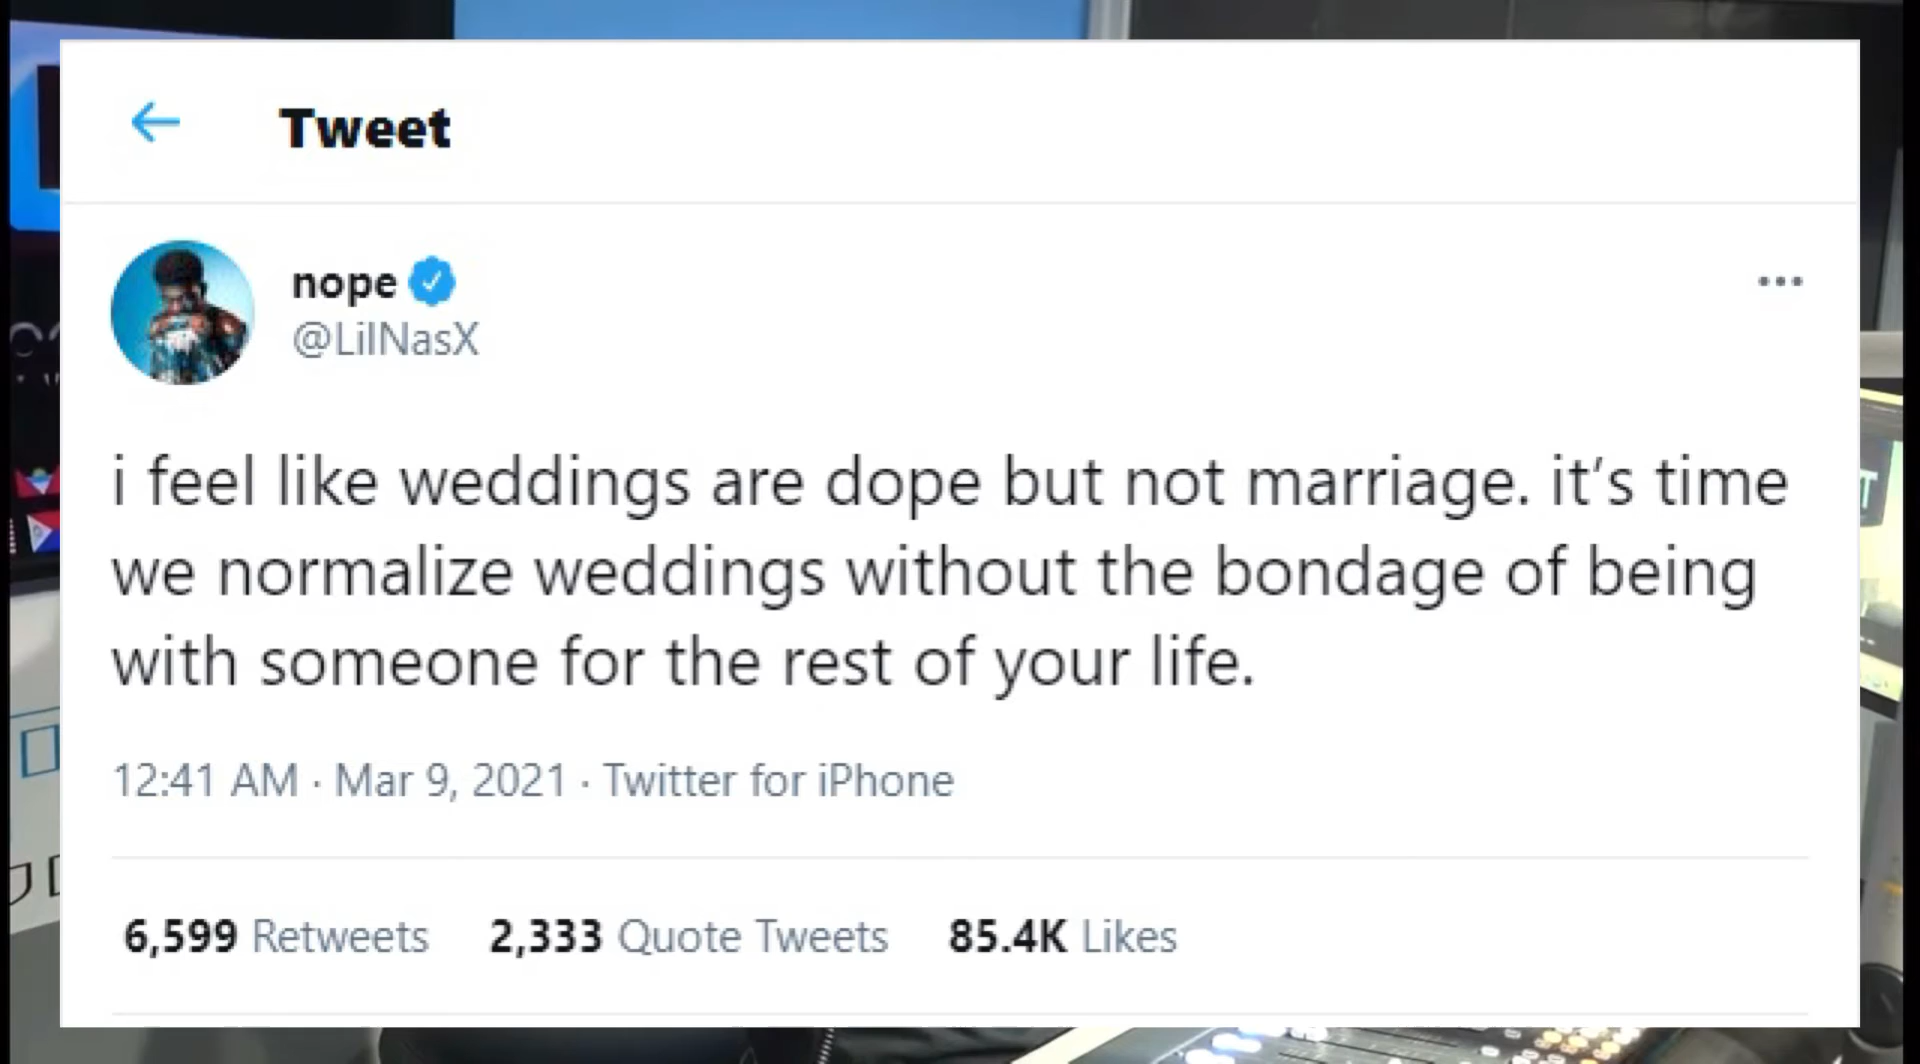 Tweet
nope
@LilNasX
i feel like weddings are dope but not marriage. it's time
we normalize weddings without the bondage of being
with someone for the rest of your life.
12:41 AM · Mar 9, 2021 · Twitter for iPhone
6,599 Retweets 2,333 Quote Tweets 85.4K Likes